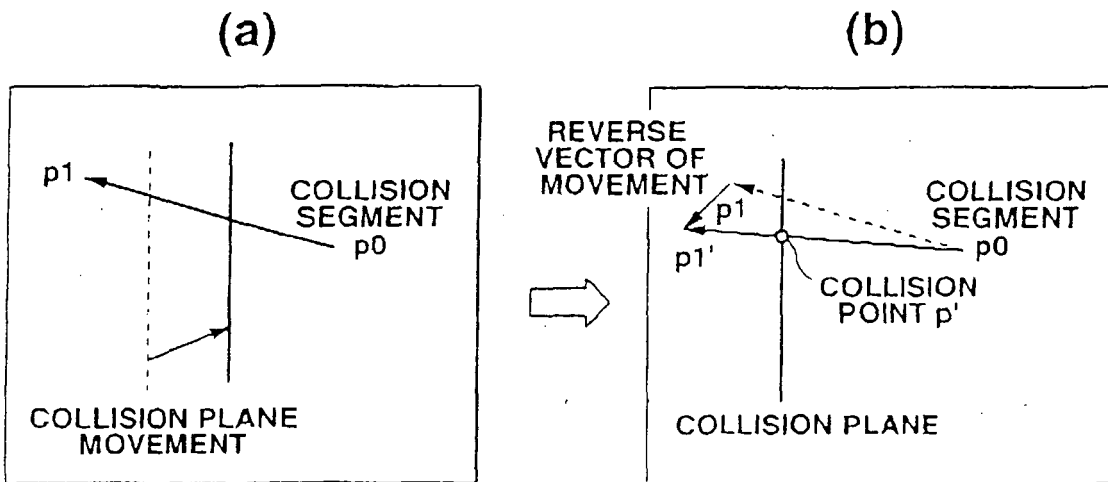 (a)
p1
COLLISION
SEGMENT
p0
COLLISION PLANE
MOVEMENT
(b)
REVERSE
VECTOR OF
MOVEMENT
p1
p1'
COLLISION
SEGMENT
p0
COLLISION
POINT p'
COLLISION PLANE